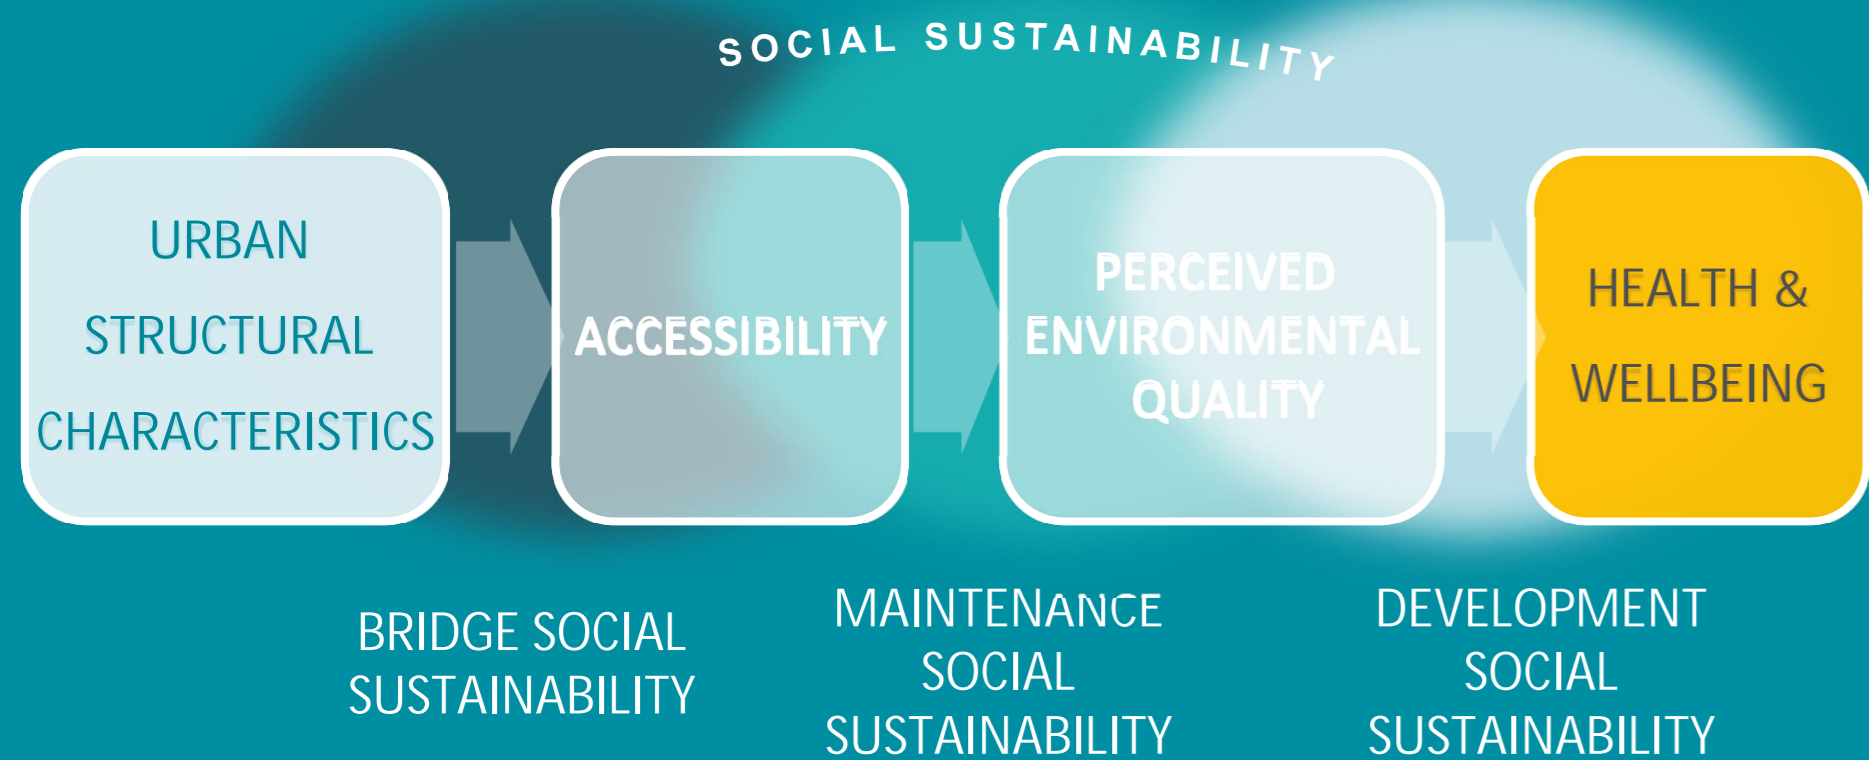 SOCIAL SUSTAINABILITY
URBAN
STRUCTURAL
CHARACTERISTICS
ACCESSIBILITY
PERCEIVED
ENVIRONMENTAL
QUALITY
HEALTH &
WELLBEING
BRIDGE SOCIAL
SUSTAINABILITY
MAINTENANCE
SOCIAL
SUSTAINABILITY
DEVELOPMENT
SOCIAL
SUSTAINABILITY